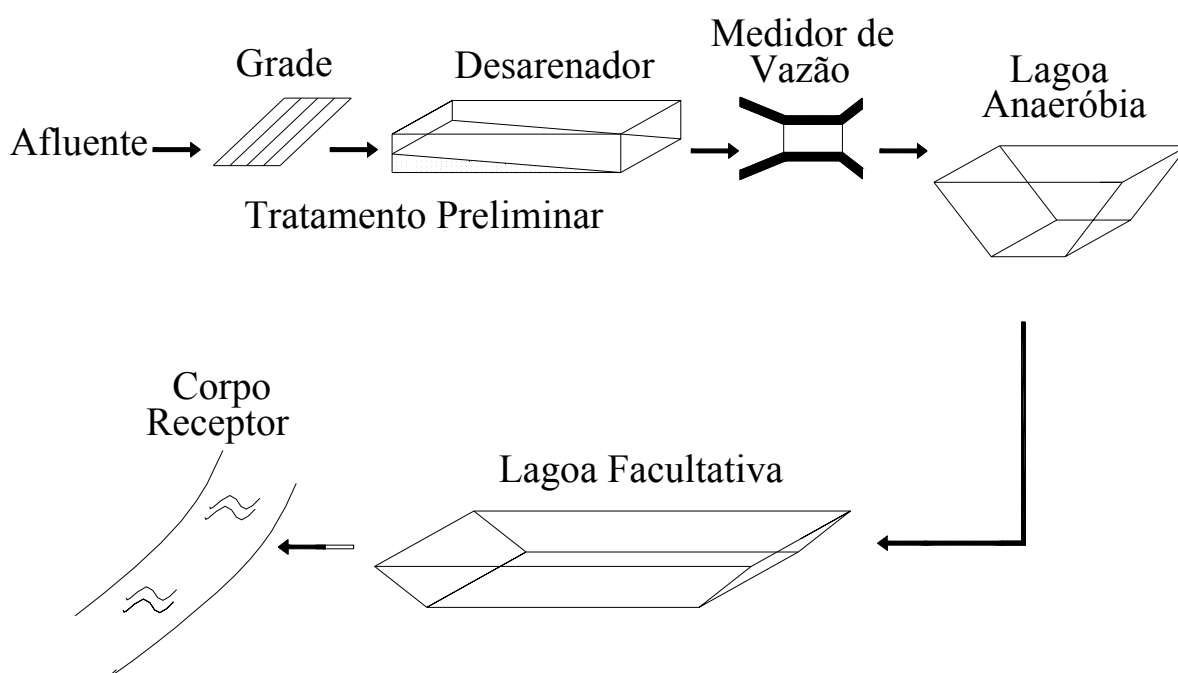 Grade
Desarenador
Medidor de
Vazão
Lagoa
Anaeróbia
Afluente
Tratamento Preliminar
Corpo
Receptor
Lagoa Facultativa